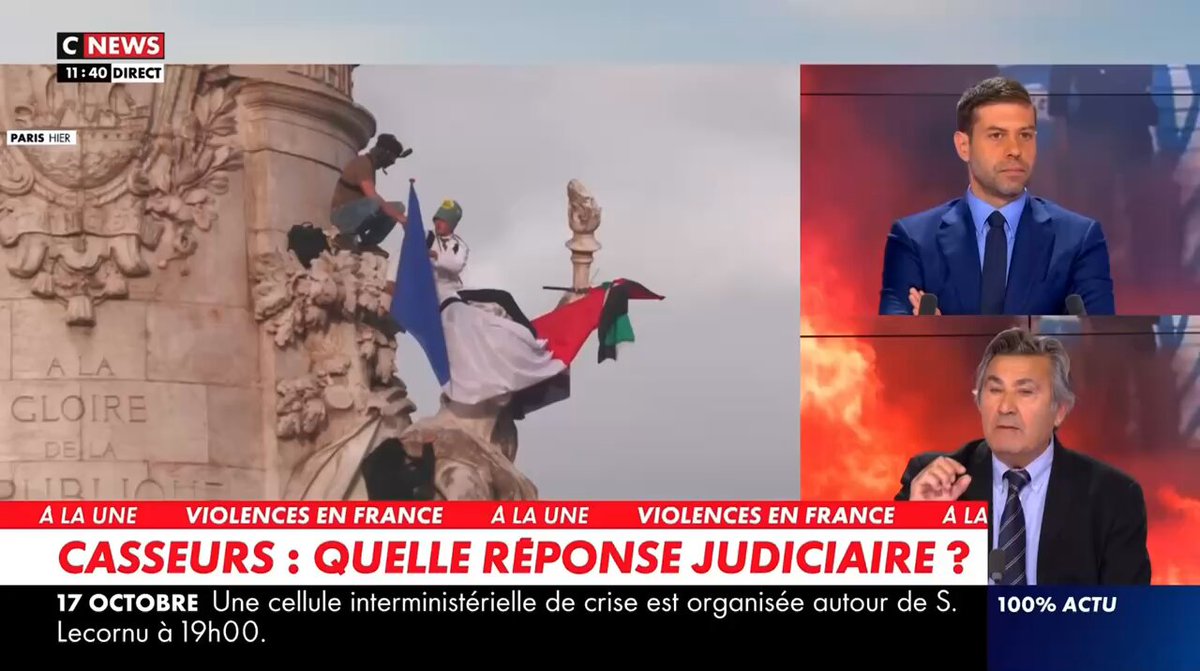 C NEWS
11:40 DIRECT
PARIS HIER
A LA
GLOIRE
DE LA
RÉPUBLIQUE
À LA UNE VIOLENCES EN FRANCE À LA UNE VIOLENCES EN FRANCE À LA
CASSEURS : QUELLE RÉPONSE JUDICIAIRE ?
17 OCTOBRE Une cellule interministérielle de crise est organisée autour de S.
Lecornu à 19h00.
100% ACTU